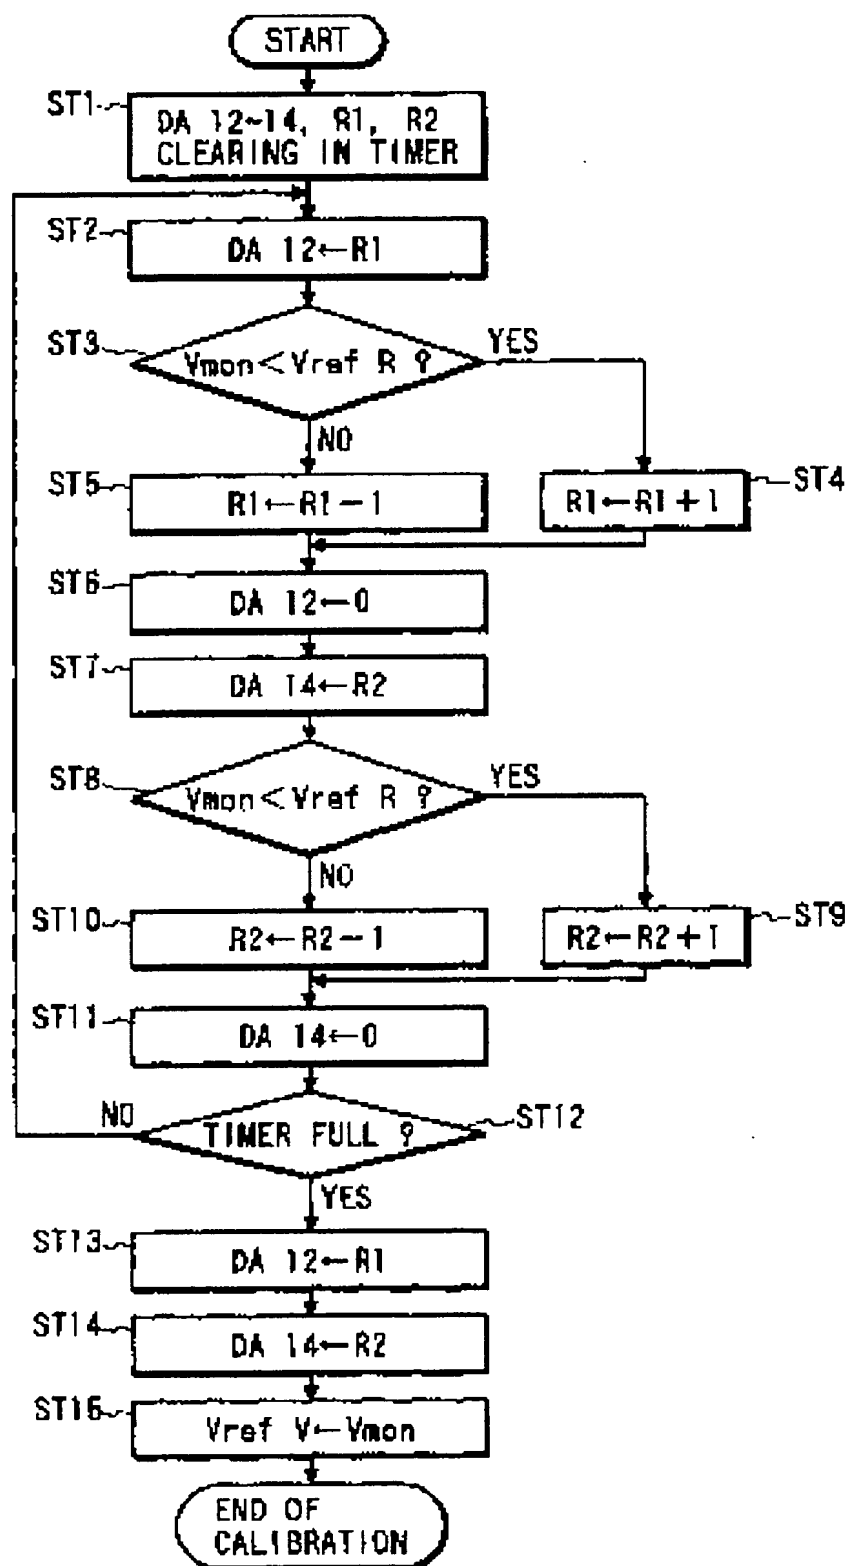 START
ST1
DA 12~14, R1, R2
CLEARING IN TIMER
ST2
DA 12←R1
ST3
Vmon<Vref R ?
YES
NO
ST5
R1←R1-1
R1←R1+1
ST4
ST6
DA 12←0
ST7
DA 14←R2
ST8
Vmon<Vref R ?
YES
NO
ST10
R2←R2-1
R2←R2+1
ST9
ST11
DA 14←0
NO
TIMER FULL ?
ST12
YES
ST13
DA 12←R1
ST14
DA 14←R2
ST15
Vref V←Vmon
END OF
CALIBRATION